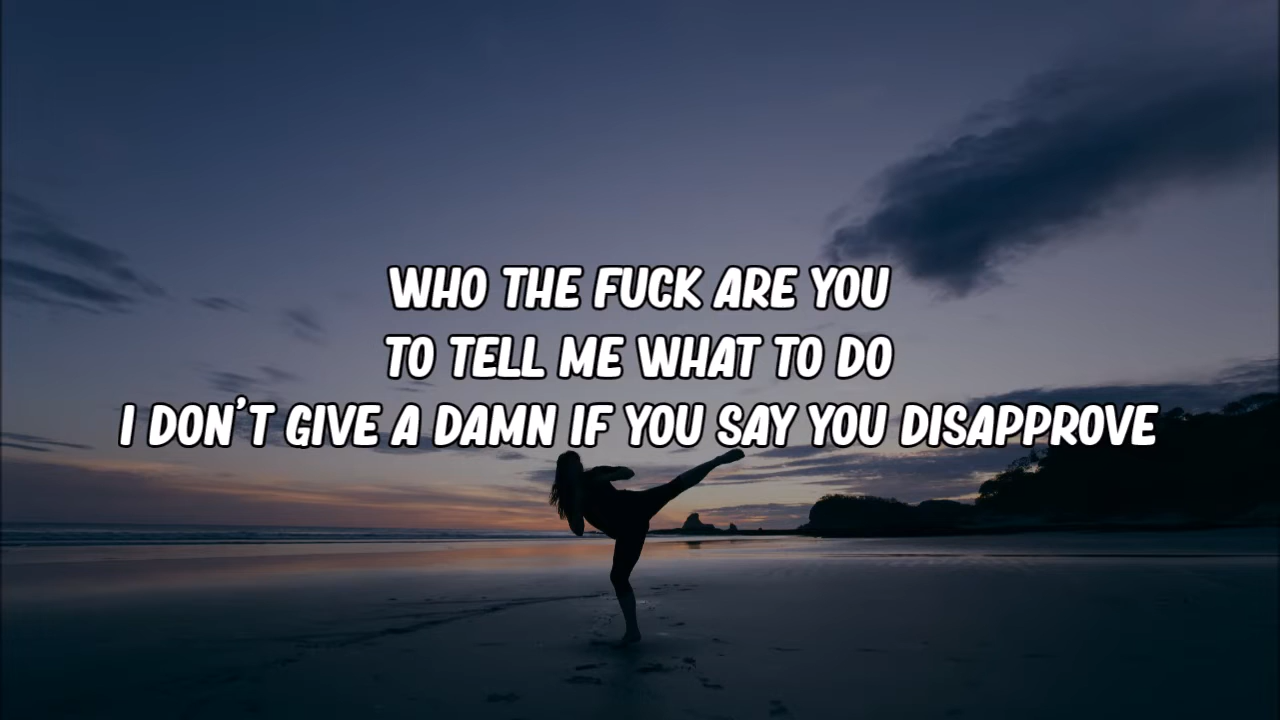 WHO THE FUCK ARE YOU
TO TELL ME WHAT TO DO
I DON'T GIVE A DAMN IF YOU SAY YOU DISAPPROVE